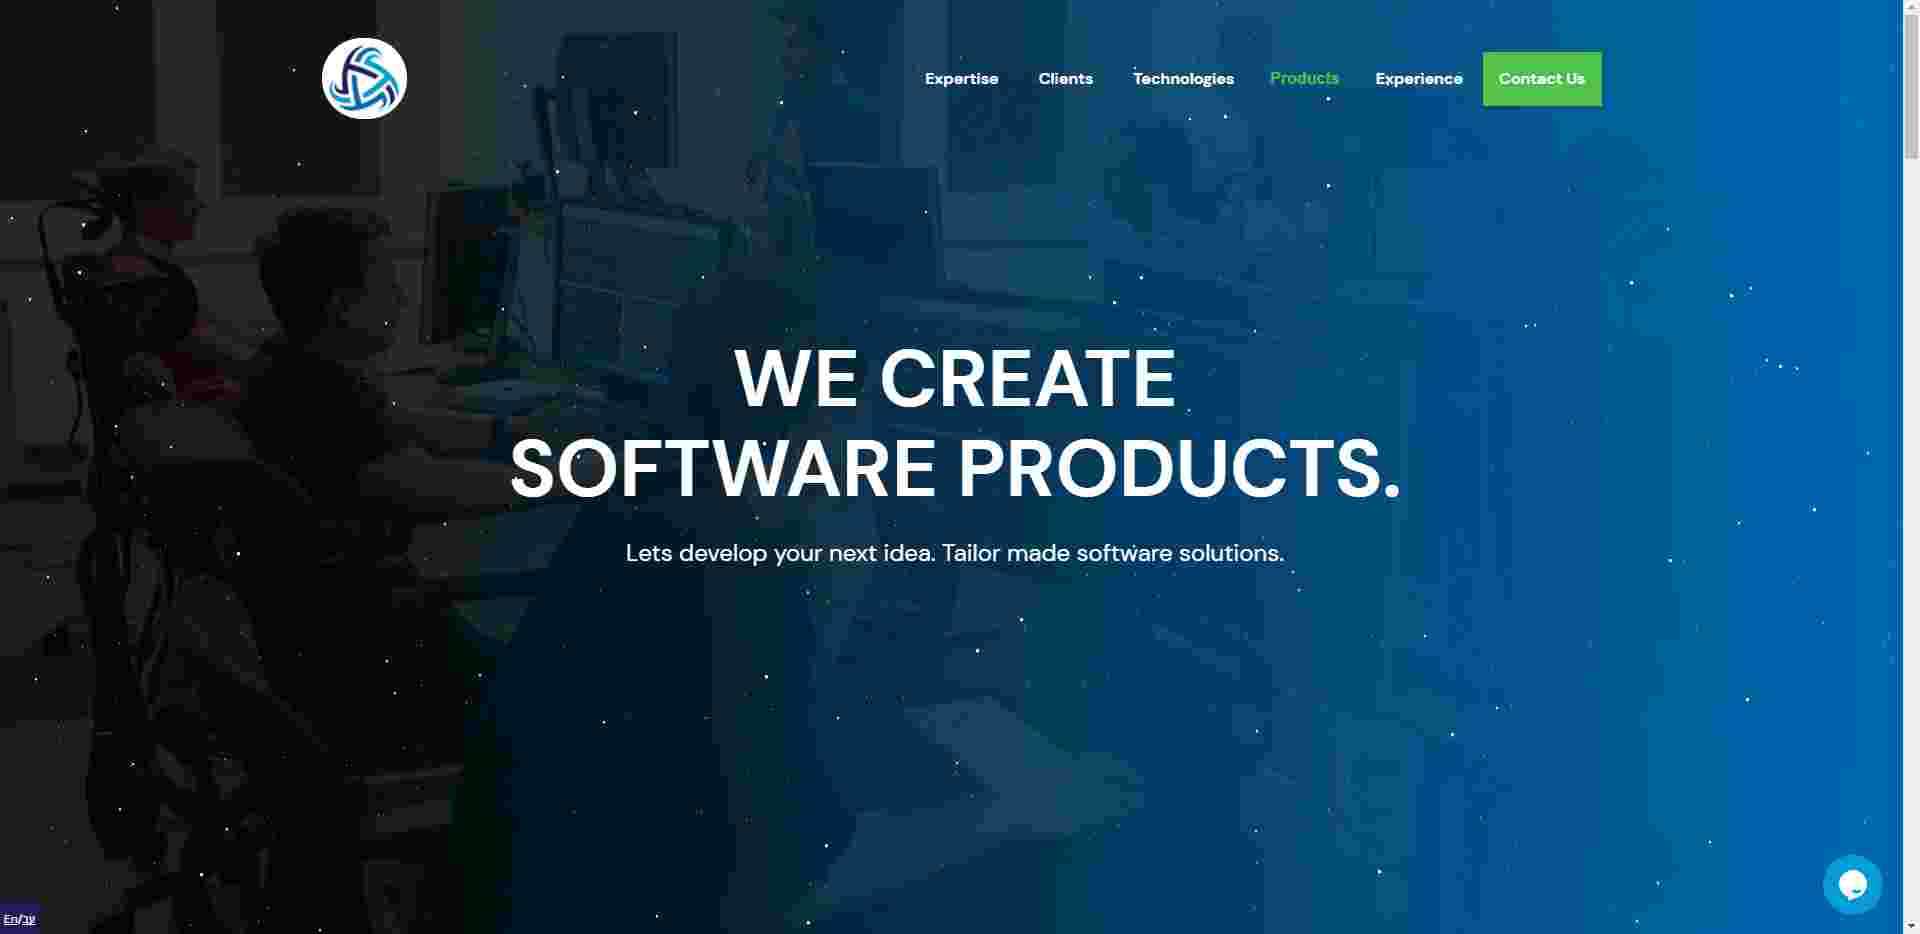 Expertise
Clients
Technologies
Products
Experience
Contact Us
WE CREATE
SOFTWARE PRODUCTS.
Lets develop your next idea. Tailor made software solutions.
En/עב